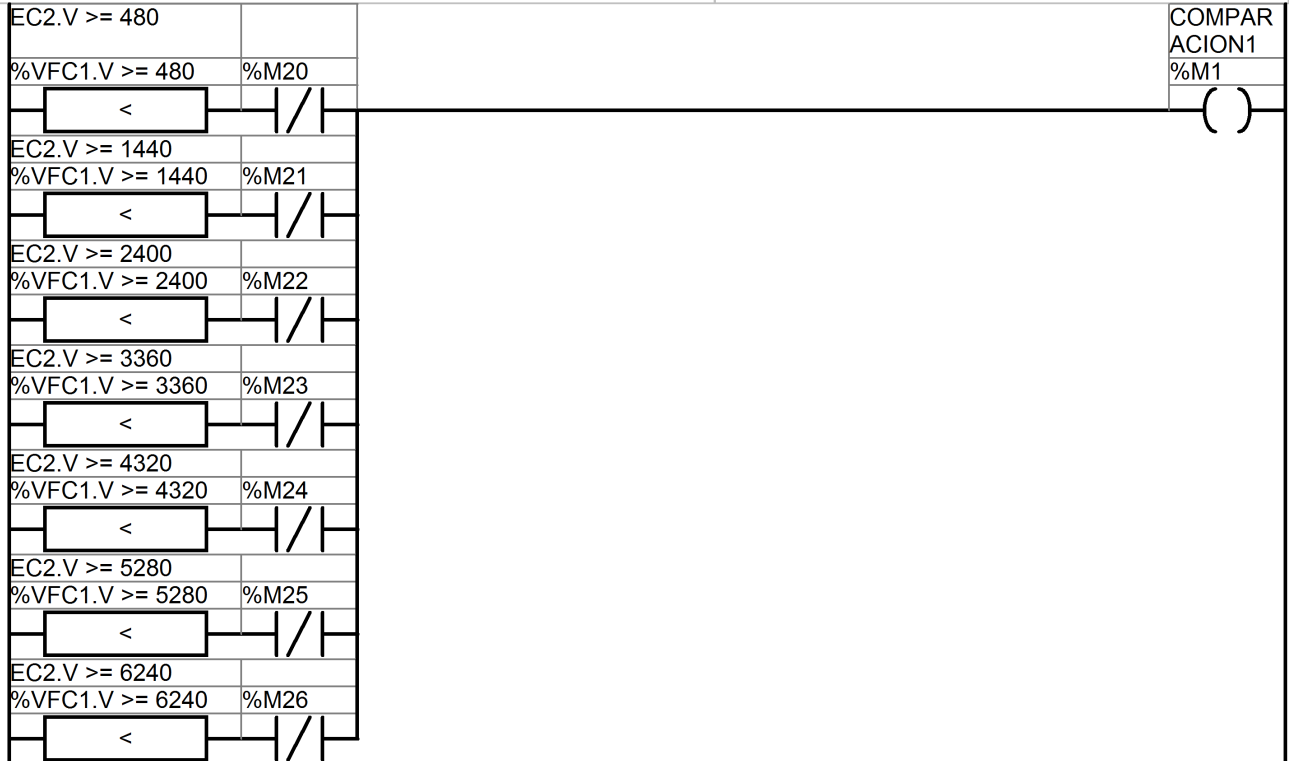 EC2.V >= 480
COMPAR
ACION1
%VFC1.V >= 480 %M20
%M1
<
( )
EC2.V >= 1440
%VFC1.V >= 1440 %M21
<
EC2.V >= 2400
%VFC1.V >= 2400 %M22
<
EC2.V >= 3360
%VFC1.V >= 3360 %M23
<
EC2.V >= 4320
%VFC1.V >= 4320 %M24
<
EC2.V >= 5280
%VFC1.V >= 5280 %M25
<
EC2.V >= 6240
%VFC1.V >= 6240 %M26
<